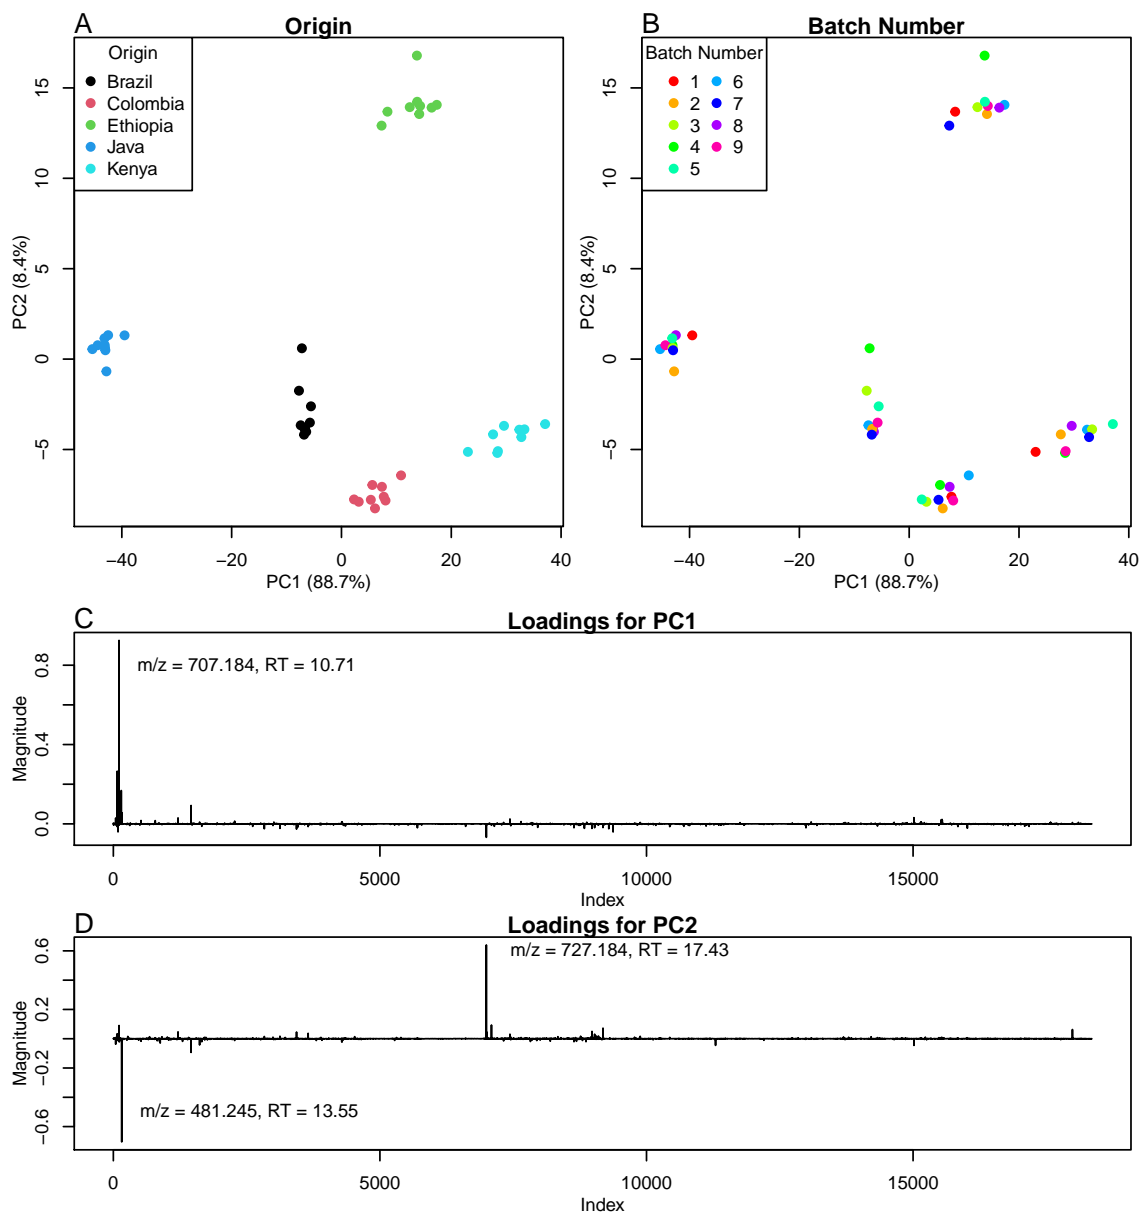 A
Origin
Origin
Brazil
Colombia
Ethiopia
Java
Kenya
15
10
5
0
−5
PC2 (8.4%)
−40
−20
0
20
40
PC1 (88.7%)
B
Batch Number
Batch Number
1
2
3
4
5
6
7
8
9
15
10
5
0
−5
PC2 (8.4%)
−40
−20
0
20
40
PC1 (88.7%)
C
Loadings for PC1
m/z = 707.184, RT = 10.71
0.8
0.4
0.0
Magnitude
0
5000
10000
15000
Index
D
Loadings for PC2
m/z = 727.184, RT = 17.43
m/z = 481.245, RT = 13.55
0.6
0.2
−0.2
−0.6
Magnitude
0
5000
10000
15000
Index